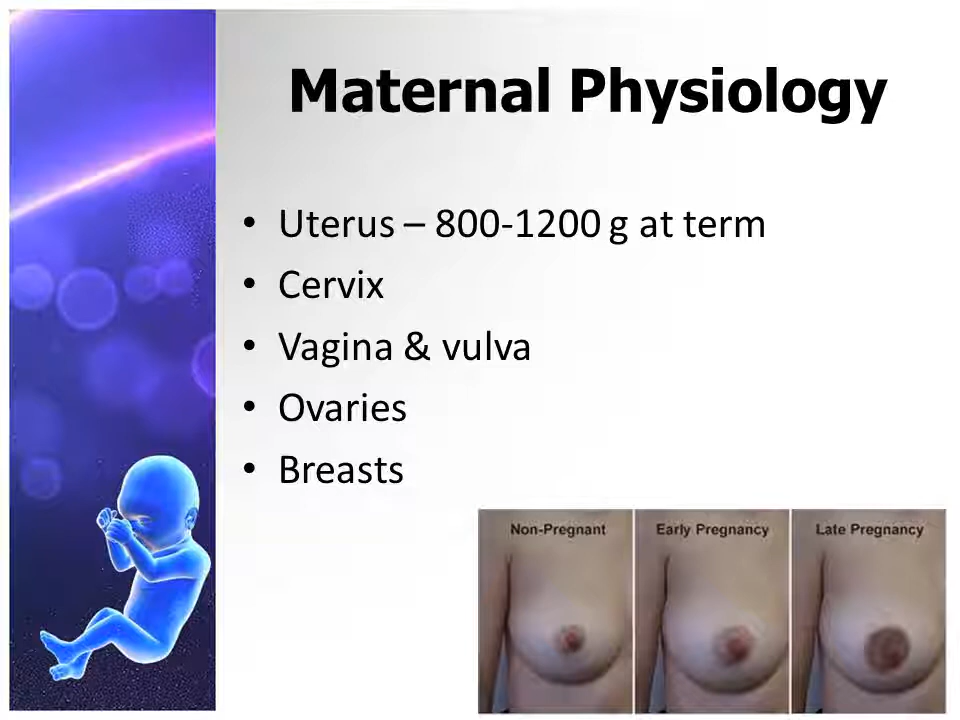 Maternal Physiology
• Uterus – 800-1200 g at term
• Cervix
• Vagina & vulva
• Ovaries
• Breasts
Non-Pregnant
Early Pregnancy
Late Pregnancy